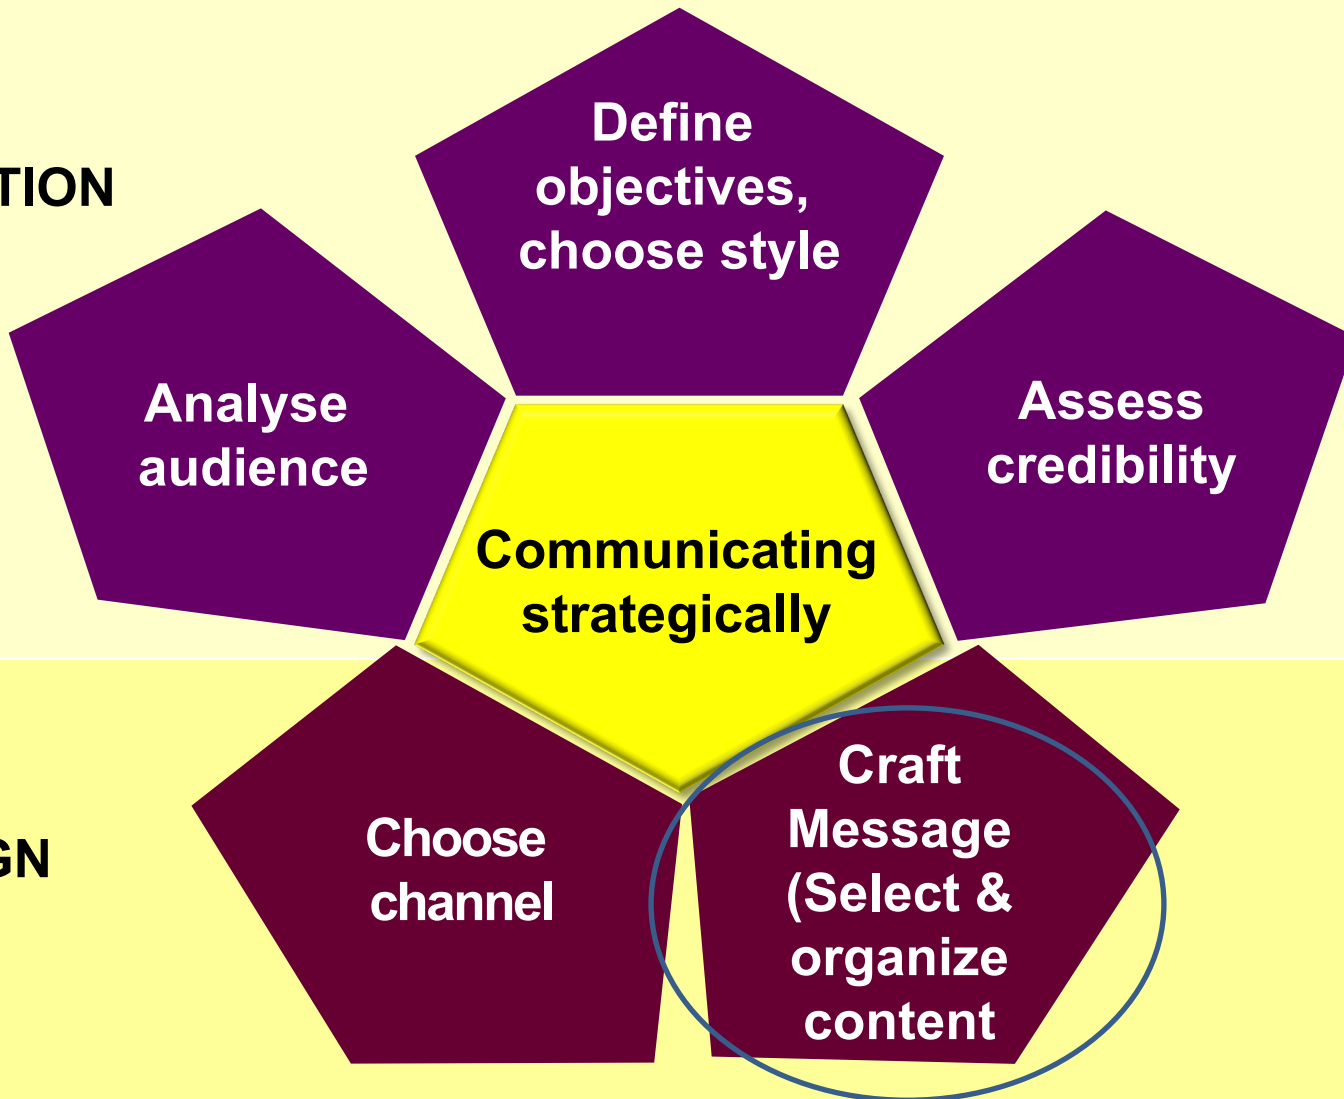 Define
objectives,
choose style
TION
Analyse
audience
Assess
credibility
Communicating
strategically
GN
Choose
channel
Craft
Message
(Select &
organize
content